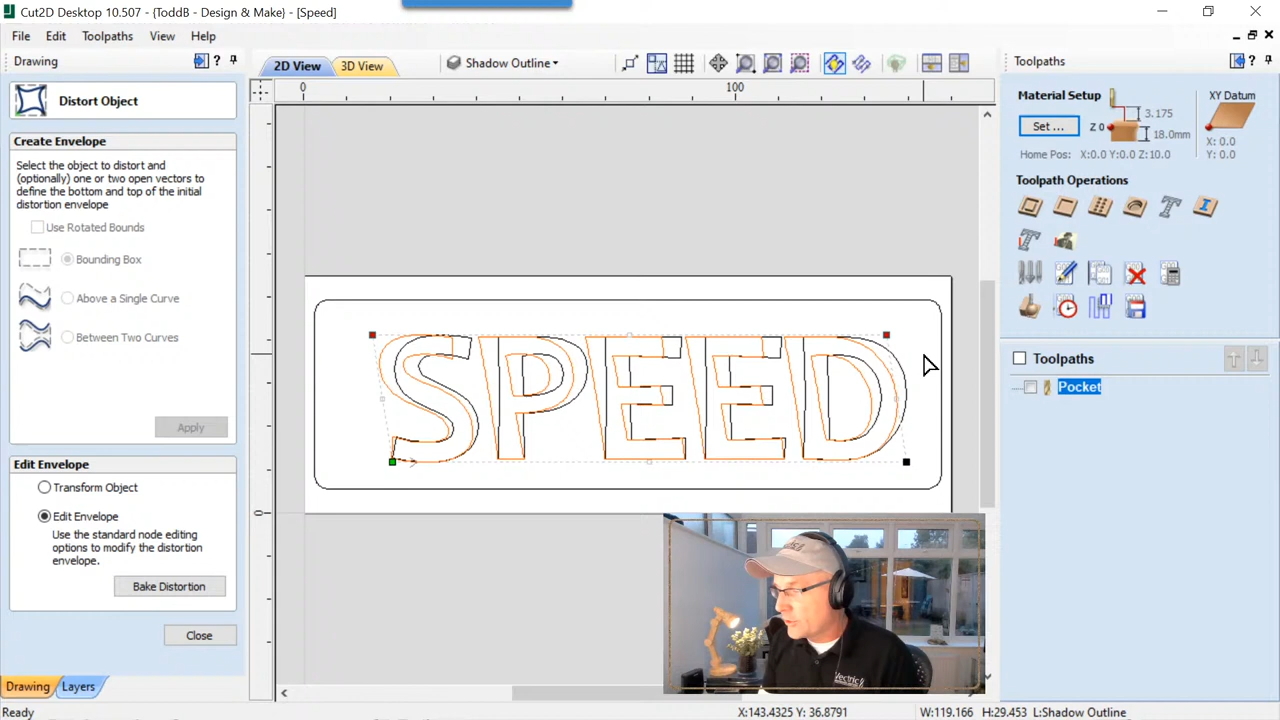 Cut2D Desktop 10.507 - {ToddB - Design & Make} - [Speed]
File Edit Toolpaths View Help
Drawing
Distort Object
Create Envelope
Select the object to distort and
(optionally) one or two open vectors to
define the bottom and top of the initial
distortion envelope
Use Rotated Bounds
Bounding Box
Above a Single Curve
Between Two Curves
Apply
Edit Envelope
Transform Object
Edit Envelope
Use the standard node editing
options to modify the distortion
envelope.
Bake Distortion
Close
Drawing Layers
Ready
2D View 3D View Shadow Outline
0 100
0
SPEED
Toolpaths
Material Setup
Set ...
Z 0
3.175
18.0mm
XY Datum
X: 0.0
Y: 0.0
Home Pos: X:0.0 Y:0.0 Z:10.0
Toolpath Operations
Toolpaths
Pocket
X:143.4325 Y: 36.8791
W:119.166 H:29.453 L:Shadow Outline